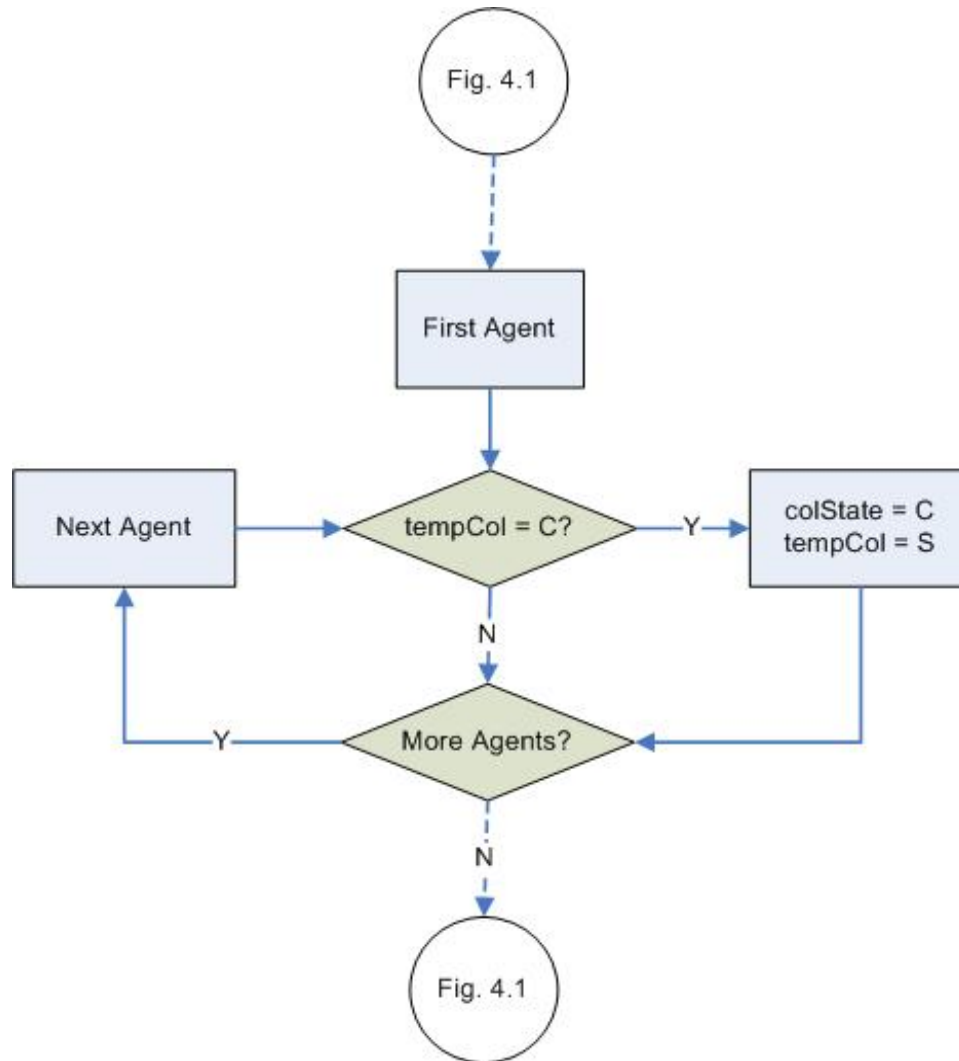 Fig. 4.1
First Agent
Next Agent
tempCol = C?
Y
colState = C
tempCol = S
N
More Agents?
Y
N
Fig. 4.1